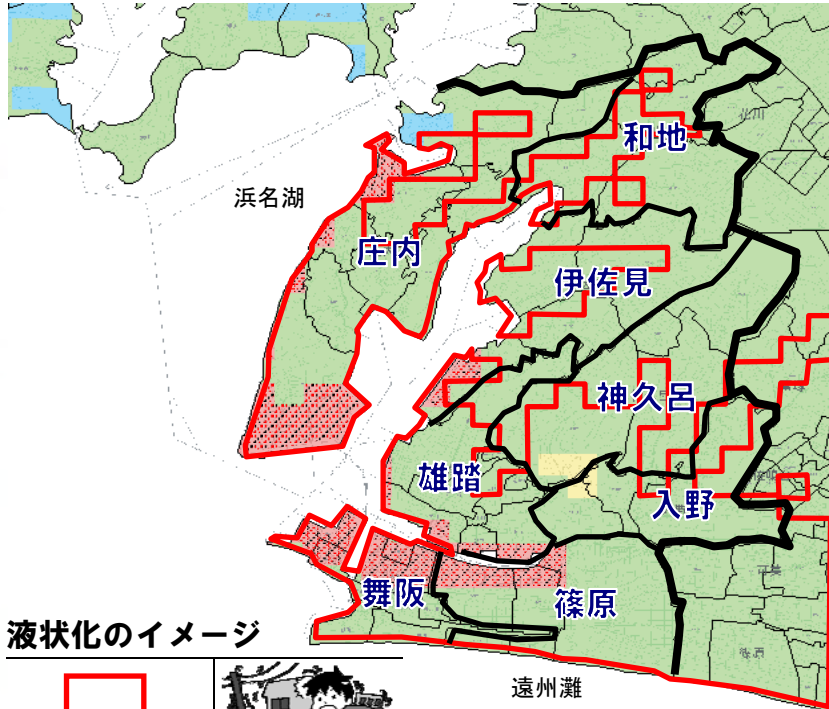 和地
浜名湖
庄内
伊佐見
神久呂
雄踏
入野
舞阪
篠原
液状化のイメージ
遠州灘